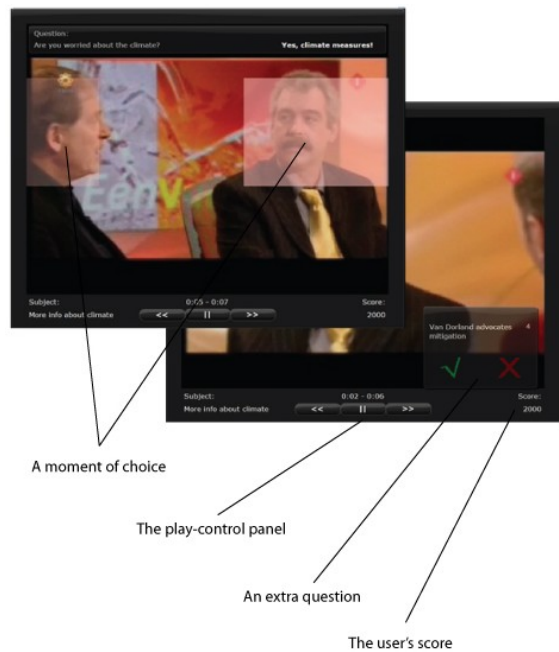 Question:
Are you worried about the climate?
Yes, climate measures!
EenV
Subject:
0:05 - 0:07
Score:
More info about climate
<< || >>
2000
Van Dorland advocates 4
mitigation
Subject:
0:02 - 0:06
Score:
More info about climate
<< || >>
2000
A moment of choice
The play-control panel
An extra question
The user's score